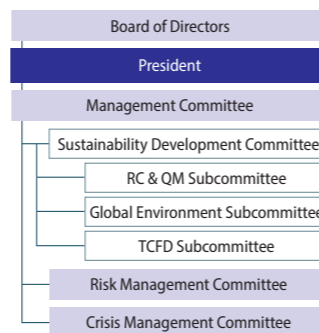 Board of Directors
President
Management Committee
Sustainability Development Committee
RC & QM Subcommittee
Global Environment Subcommittee
TCFD Subcommittee
Risk Management Committee
Crisis Management Committee